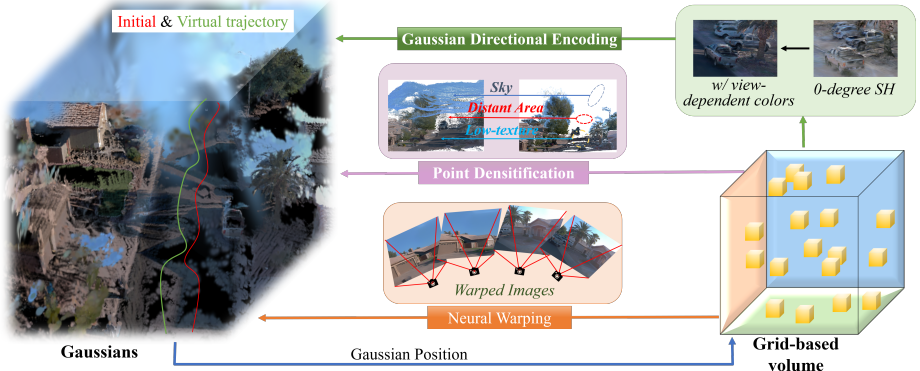 Initial & Virtual trajectory
Gaussian Directional Encoding
w/ view-
dependent colors
0-degree SH
Sky
Distant Area
Low-texture
Point Densitification
Warped Images
Neural Warping
Gaussians
Gaussian Position
Grid-based
volume